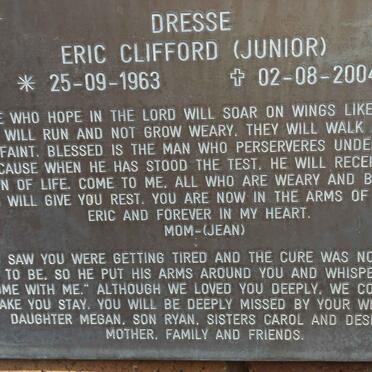 DRESSE
ERIC CLIFFORD (JUNIOR)
* 25-09-1963 ✝ 02-08-2004
WHO HOPE IN THE LORD WILL SOAR ON WINGS LIKE
WILL RUN AND NOT GROW WEARY. THEY WILL WALK
FAINT. BLESSED IS THE MAN WHO PERSERVERES UNDE
CAUSE WHEN HE HAS STOOD THE TEST, HE WILL RECEI
N OF LIFE. COME TO ME, ALL WHO ARE WEARY AND B
WILL GIVE YOU REST. YOU ARE NOW IN THE ARMS OF
ERIC AND FOREVER IN MY HEART.
MOM-(JEAN)
SAW YOU WERE GETTING TIRED AND THE CURE WAS NO
TO BE, SO HE PUT HIS ARMS AROUND YOU AND WHISPE
OME WITH ME." ALTHOUGH WE LOVED YOU DEEPLY, WE CO
AKE YOU STAY. YOU WILL BE DEEPLY MISSED BY YOUR W
DAUGHTER MEGAN, SON RYAN, SISTERS CAROL AND DES
MOTHER, FAMILY AND FRIENDS.